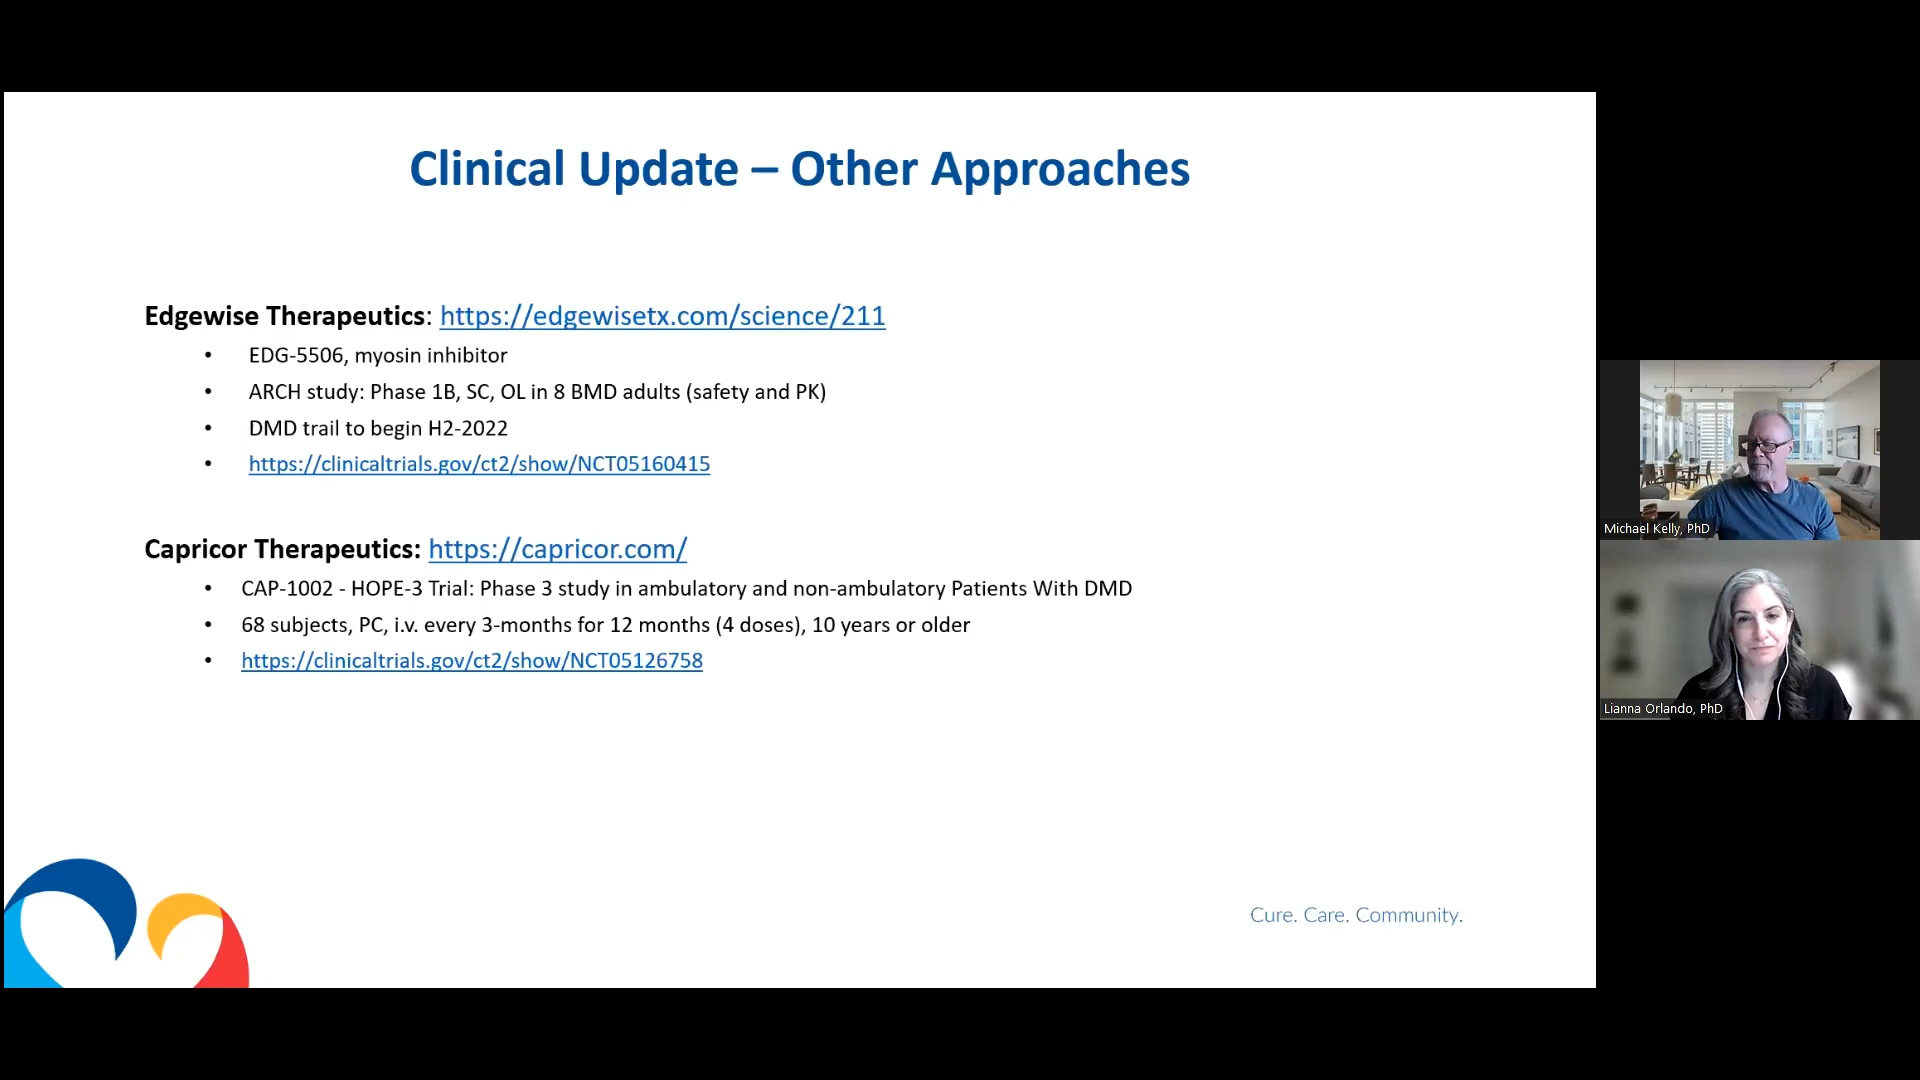 Clinical Update – Other Approaches
Edgewise Therapeutics: https://edgewisetx.com/science/211
• EDG-5506, myosin inhibitor
• ARCH study: Phase 1B, SC, OL in 8 BMD adults (safety and PK)
• DMD trail to begin H2-2022
• https://clinicaltrials.gov/ct2/show/NCT05160415
Capricor Therapeutics: https://capricor.com/
• CAP-1002 - HOPE-3 Trial: Phase 3 study in ambulatory and non-ambulatory Patients With DMD
• 68 subjects, PC, i.v. every 3-months for 12 months (4 doses), 10 years or older
• https://clinicaltrials.gov/ct2/show/NCT05126758
Cure. Care. Community.
Michael Kelly, PhD
Lianna Orlando, PhD